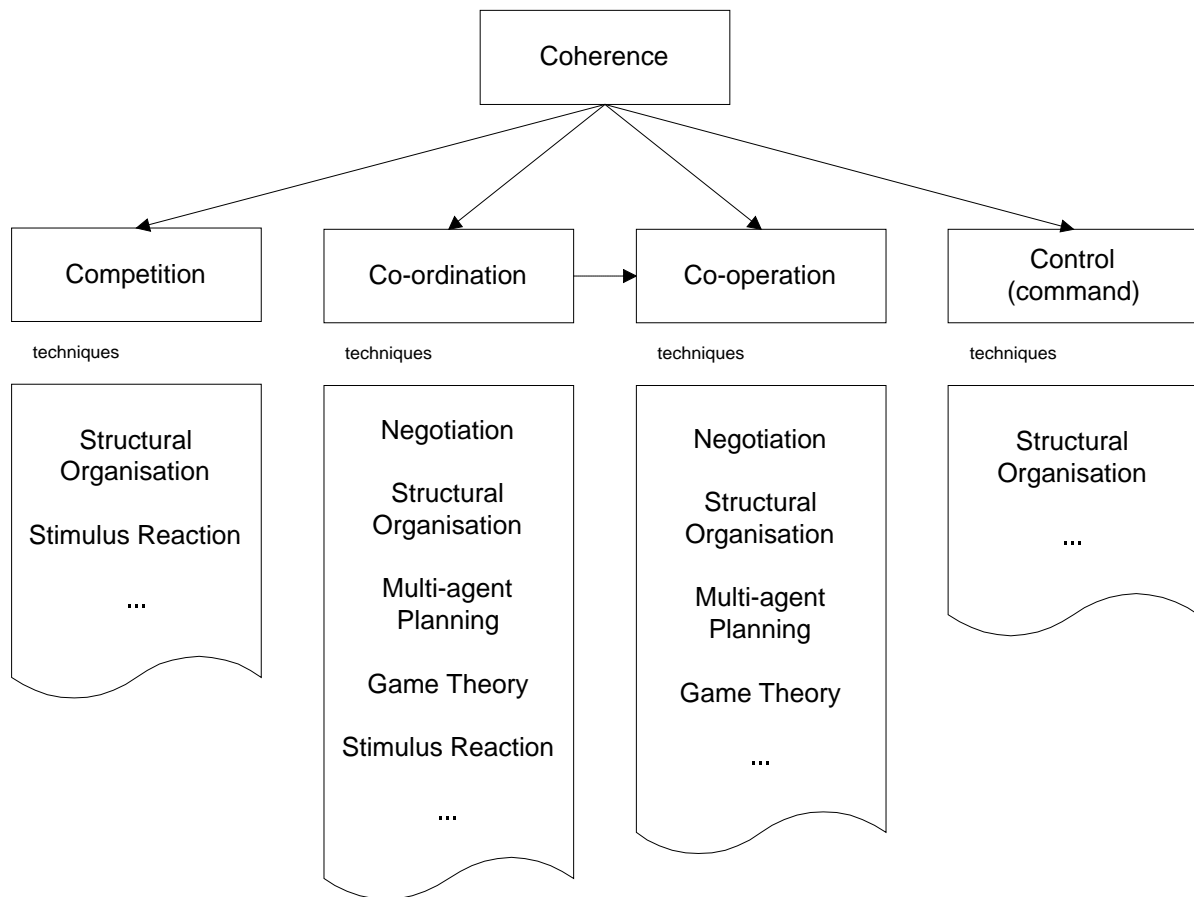 Coherence
Competition
Co-ordination
Co-operation
Control
(command)
techniques
techniques
techniques
techniques
Structural
Organisation
Stimulus Reaction
...
Negotiation
Structural
Organisation
Multi-agent
Planning
Game Theory
Stimulus Reaction
...
Negotiation
Structural
Organisation
Multi-agent
Planning
Game Theory
...
Structural
Organisation
...